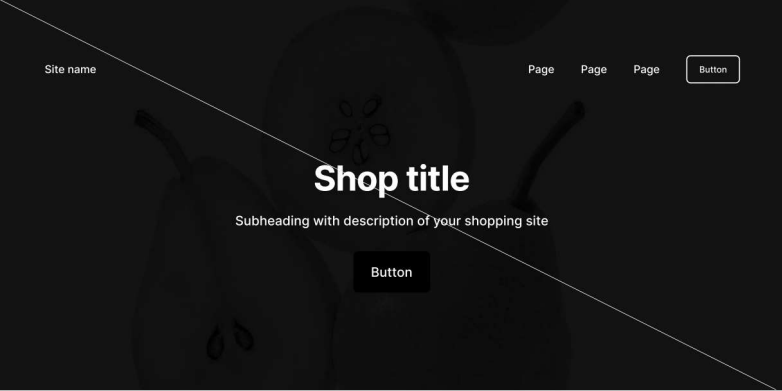 Site name
Page
Page
Page
Button
Shop title
Subheading with description of your shopping site
Button